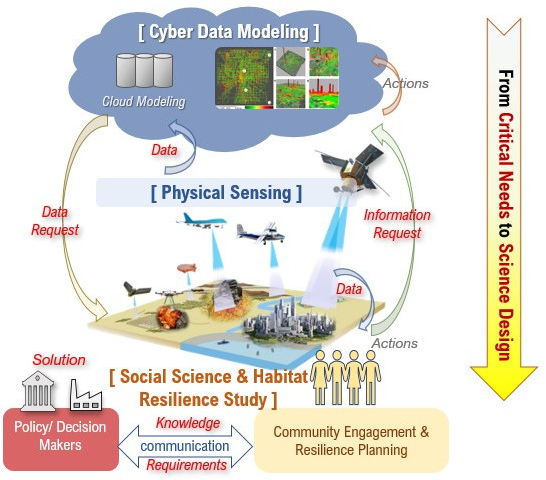 [ Cyber Data Modeling ]
Cloud Modeling
Actions
Data
[ Physical Sensing ]
Data
Request
Information
Request
Data
Actions
Solution
[ Social Science & Habitat
Resilience Study ]
Policy/ Decision
Makers
Knowledge
communication
Requirements
Community Engagement &
Resilience Planning
From Critical Needs to Science Design